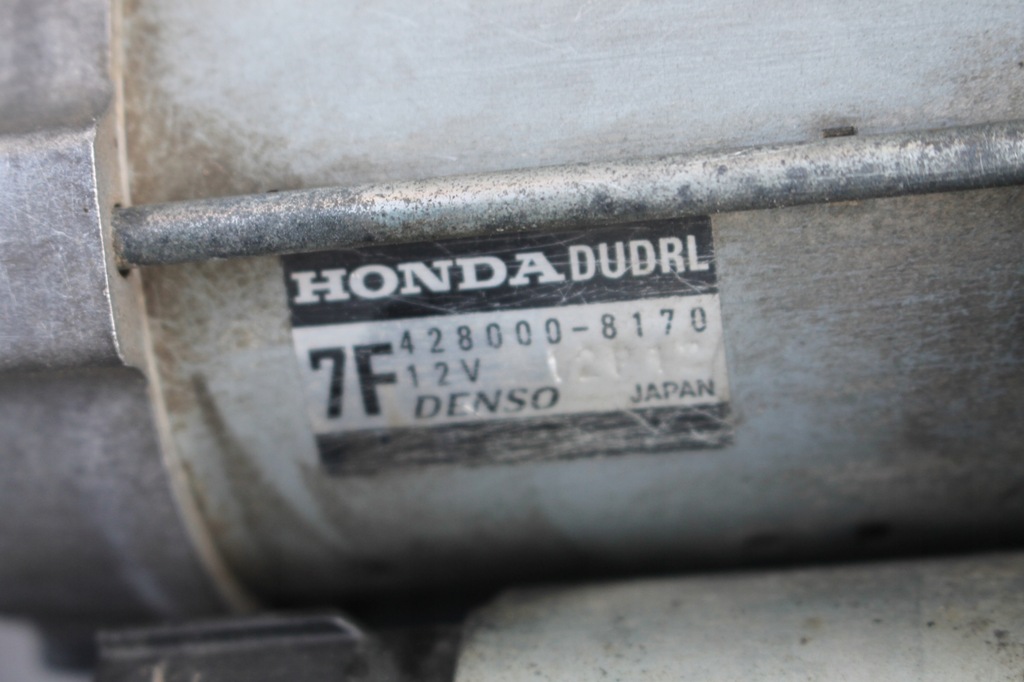 HONDA DUDRL
7F 428000-8170
12V
DENSO JAPAN